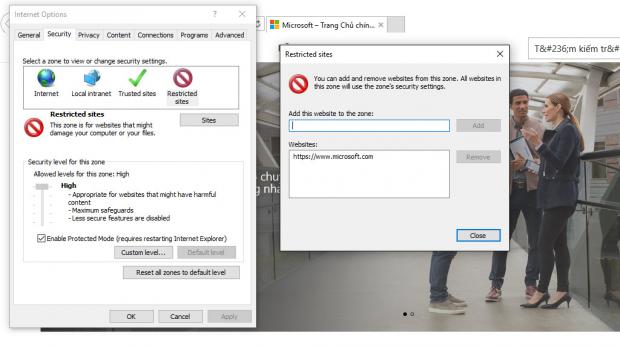 Internet Options
?
General Security Privacy Content Connections Programs Advanced
Select a zone to view or change security settings.
Internet
Local intranet
Trusted sites
Restricted
sites
Restricted sites
This zone is for websites that might
damage your computer or your files.
Sites
Security level for this zone
Allowed levels for this zone: High
High
- Appropriate for websites that might have harmful
content
- Maximum safeguards
- Less secure features are disabled
Enable Protected Mode (requires restarting Internet Explorer)
Custom level...
Default level
Reset all zones to default level
OK
Cancel
Apply
Microsoft – Trang Chủ chín...
T&#236;m kiếm tr&#
Restricted sites
You can add and remove websites from this zone. All websites in
this zone will use the zone's security settings.
Add this website to the zone:
Add
Websites:
https://www.microsoft.com
Remove
Close